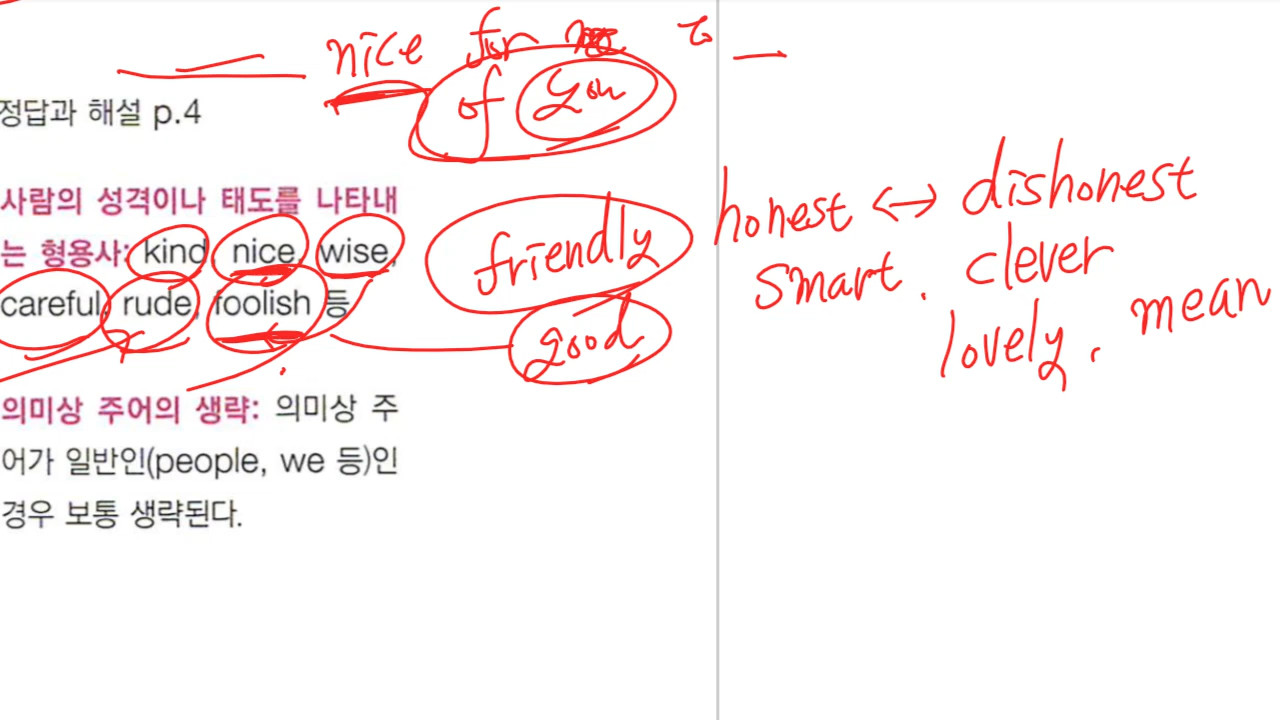 nice for to
of you
정답과 해설 p.4
사람의 성격이나 태도를 나타내
는 형용사: kind, nice, wise,
careful, rude, foolish 등
friendly
good
의미상 주어의 생략: 의미상 주
어가 일반인(people, we 등)인
경우 보통 생략된다.
honest ↔ dishonest
smart. clever
lovely. mean